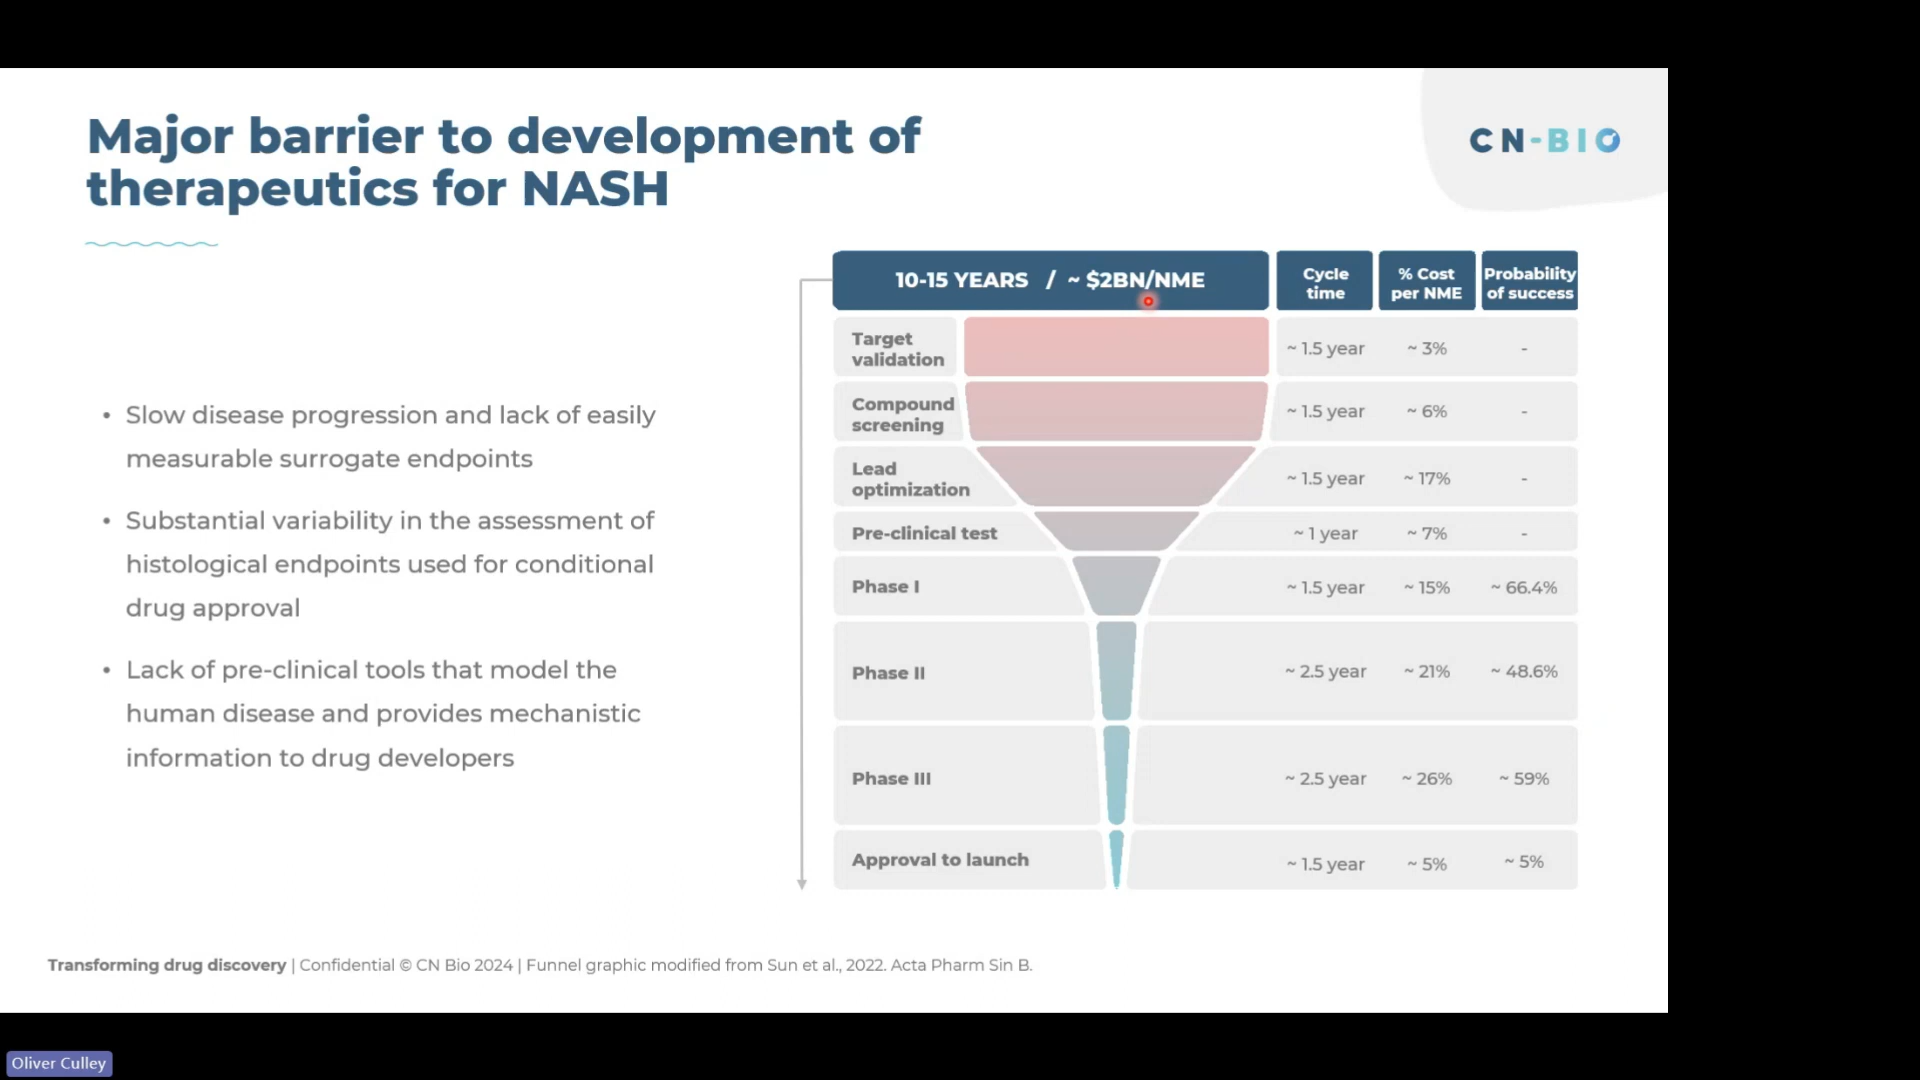 Major barrier to development of
therapeutics for NASH
CN-BIO
• Slow disease progression and lack of easily
measurable surrogate endpoints
• Substantial variability in the assessment of
histological endpoints used for conditional
drug approval
• Lack of pre-clinical tools that model the
human disease and provides mechanistic
information to drug developers
10-15 YEARS / ~ $2BN/NME
Cycle
time
% Cost
per NME
Probability
of success
Target
validation
~ 1.5 year
~ 3%
-
Compound
screening
~ 1.5 year
~ 6%
-
Lead
optimization
~ 1.5 year
~ 17%
-
Pre-clinical test
~ 1 year
~ 7%
-
Phase I
~ 1.5 year
~ 15%
~ 66.4%
Phase II
~ 2.5 year
~ 21%
~ 48.6%
Phase III
~ 2.5 year
~ 26%
~ 59%
Approval to launch
~ 1.5 year
~ 5%
~ 5%
Transforming drug discovery | Confidential © CN Bio 2024 | Funnel graphic modified from Sun et al., 2022. Acta Pharm Sin B.
Oliver Culley